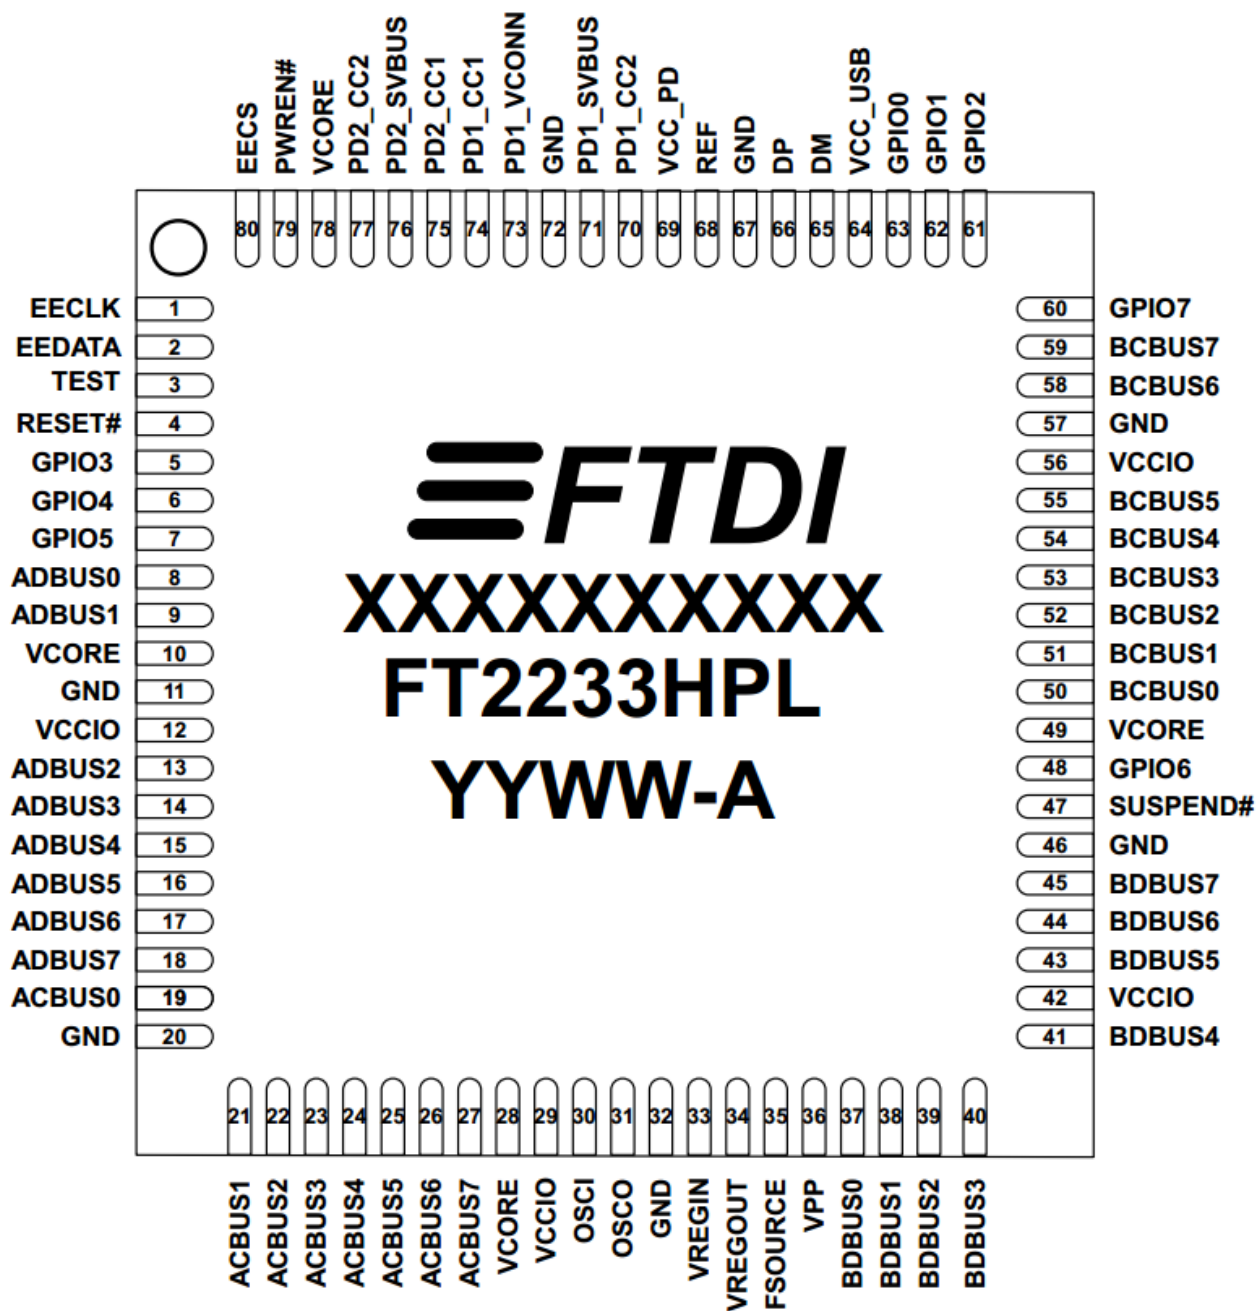 EECS
PWREN#
VCORE
PD2_CC2
PD2_SVBUS
PD2_CC1
PD1_CC1
PD1_VCONN
GND
PD1_SVBUS
PD1_CC2
VCC_PD
REF
GND
DP
DM
VCC_USB
GPIO0
GPIO1
GPIO2
80 79 78 77 76 75 74 73 72 71 70 69 68 67 66 65 64 63 62 61
EECLK 1
EEDATA 2
TEST 3
RESET# 4
GPIO3 5
GPIO4 6
GPIO5 7
ADBUS0 8
ADBUS1 9
VCORE 10
GND 11
VCCIO 12
ADBUS2 13
ADBUS3 14
ADBUS4 15
ADBUS5 16
ADBUS6 17
ADBUS7 18
ACBUS0 19
GND 20
FTDI
XXXXXXXXXX
FT2233HPL
YYWW-A
60 GPIO7
59 BCBUS7
58 BCBUS6
57 GND
56 VCCIO
55 BCBUS5
54 BCBUS4
53 BCBUS3
52 BCBUS2
51 BCBUS1
50 BCBUS0
49 VCORE
48 GPIO6
47 SUSPEND#
46 GND
45 BDBUS7
44 BDBUS6
43 BDBUS5
42 VCCIO
41 BDBUS4
21 22 23 24 25 26 27 28 29 30 31 32 33 34 35 36 37 38 39 40
ACBUS1
ACBUS2
ACBUS3
ACBUS4
ACBUS5
ACBUS6
ACBUS7
VCORE
VCCIO
OSCI
OSCO
GND
VREGIN
VREGOUT
FSOURCE
VPP
BDBUS0
BDBUS1
BDBUS2
BDBUS3